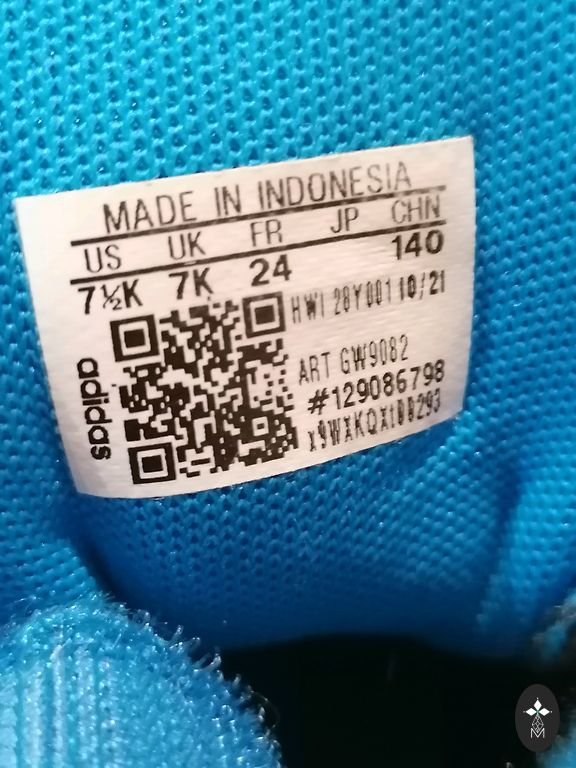 MADE IN INDONESIA
US UK FR JP CHN
7½K 7K 24 140
HWI 28Y001 10/21
ART GW9082
#129086798
adidas
M